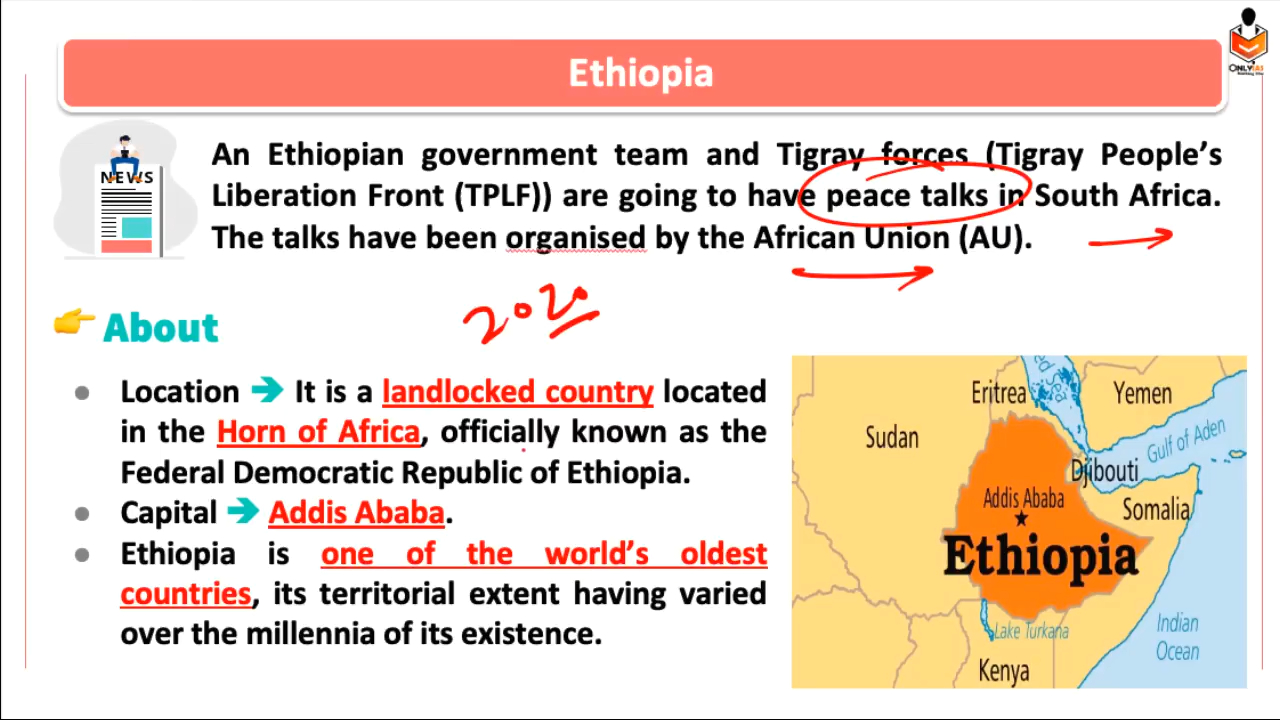 Ethiopia
ONLYIAS
NEWS
An Ethiopian government team and Tigray forces (Tigray People's
Liberation Front (TPLF)) are going to have peace talks in South Africa.
The talks have been organised by the African Union (AU).
2020
About
Location → It is a landlocked country located
in the Horn of Africa, officially known as the
Federal Democratic Republic of Ethiopia.
Capital → Addis Ababa.
Ethiopia is one of the world's oldest
countries, its territorial extent having varied
over the millennia of its existence.
Eritrea
Yemen
Sudan
Gulf of Aden
Djibouti
Addis Ababa
Somalia
Ethiopia
Lake Turkana
Indian
Ocean
Kenya